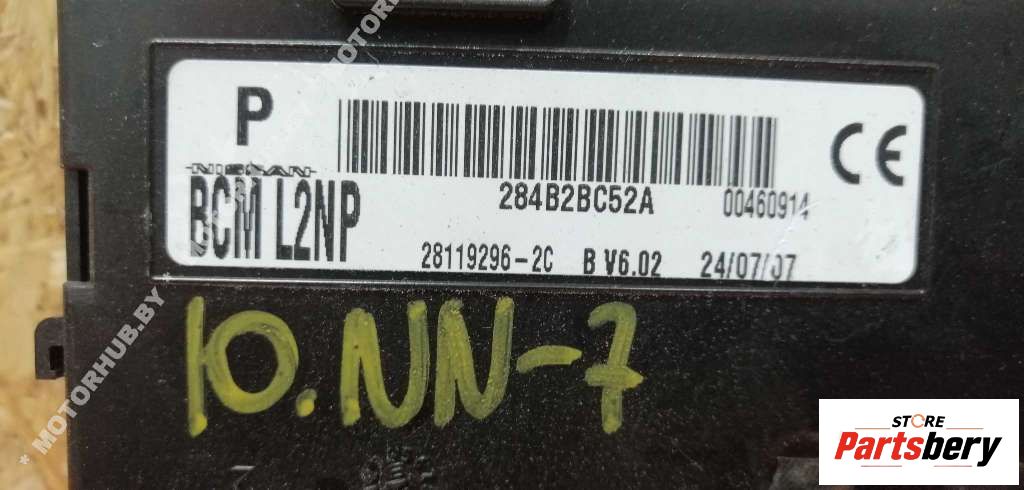 P
NISSAN
BCM L2NP
284B2BC52A
00460914
28119296-2C B V6.02 24/07/07
CE
10.NN-7
* MOTORHUB.BY
STORE
Partsbery